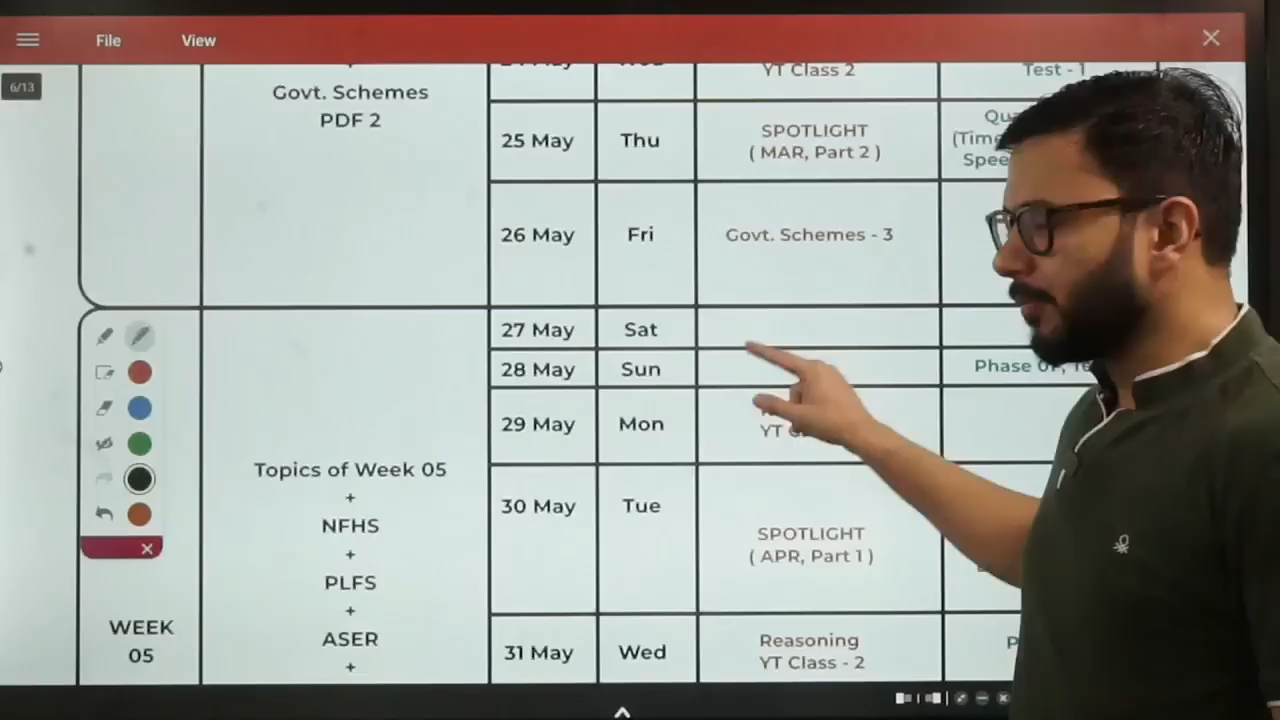 File
View
6/13
Govt. Schemes
PDF 2
YT Class 2
Test - 1
25 May
Thu
SPOTLIGHT
( MAR, Part 2 )
(Time
Spee
26 May
Fri
Govt. Schemes - 3
27 May
Sat
28 May
Sun
Phase 01,
29 May
Mon
YT
Topics of Week 05
+
NFHS
+
PLFS
+
ASER
+
30 May
Tue
SPOTLIGHT
( APR, Part 1 )
WEEK
05
31 May
Wed
Reasoning
YT Class - 2